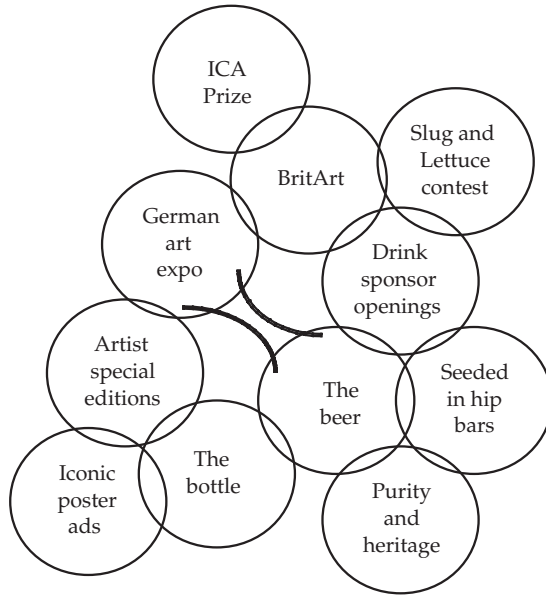 ICA
Prize
BritArt
Slug and
Lettuce
contest
German
art
expo
Drink
sponsor
openings
Artist
special
editions
The
beer
Seeded
in hip
bars
Iconic
poster
ads
The
bottle
Purity
and
heritage